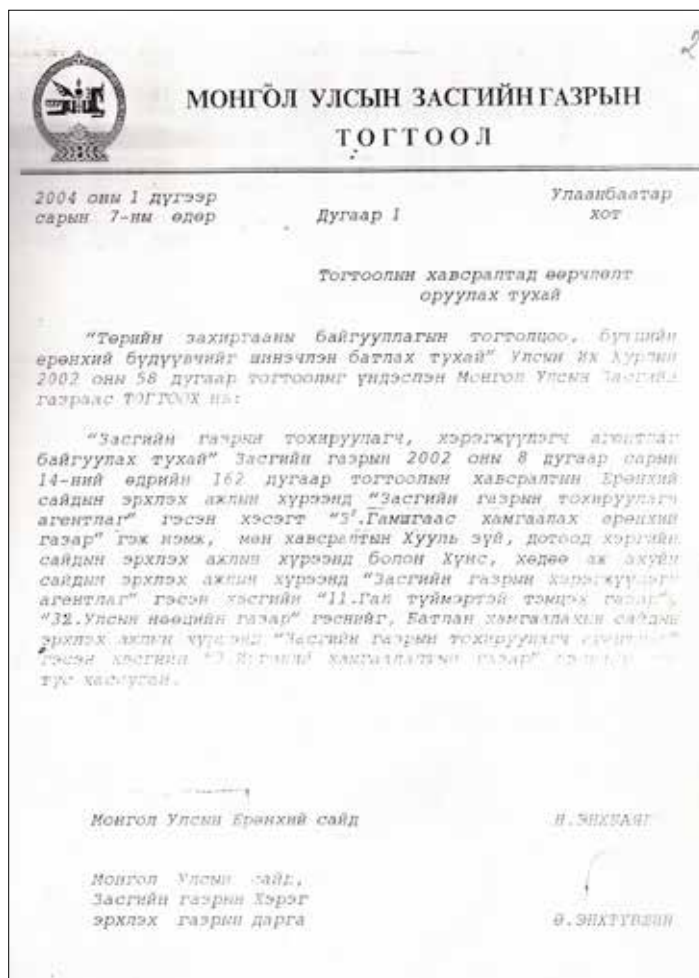 2
МОНГОЛ УЛСЫН ЗАСГИЙН ГАЗРЫН
ТОГТООЛ
2004 оны 1 дүгээр
сарын 7-ны өдөр
Дугаар 1
Улаанбаатар
хот
Тогтоолын хавсралтад өөрчлөлт
оруулах тухай
"Төрийн захиргааны байгууллагын тогтолцоо, бүтцийн
ерөнхий бүдүүвчийг шинэчлэн батлах тухай" Улсын Их Хурлын
2002 оны 58 дугаар тогтоолыг үндэслэн Монгол Улсын Засгийн
газраас ТОГТООХ нь:
"Засгийн газрын тохируулагч, хэрэгжүүлэгч агентлаг
байгуулах тухай" Засгийн газрын 2002 оны 8 дугаар сарын
14-ний өдрийн 162 дугаар тогтоолын хавсралтын Ерөнхий
сайдын эрхлэх ажлын хүрээнд "Засгийн газрын тохируулагч
агентлаг" гэсэн хэсэгт Гамшгаас хамгаалах ерөнхий
газар" гэж нэмж, мөн хавсралтын Хууль зүй, дотоод хэргийн
сайдын эрхлэх ажлын хүрээнд болон Хүнс, хөдөө аж ахуйн
сайдын эрхлэх ажлын хүрээнд "Засгийн газрын хэрэгжүүлэгч
агентлаг" гэсэн хэсгийн "11.Гал түймэртэй тэмцэх газар",
"32.Улсын нөөцийн газар" гэснийг, Батлан хамгаалахын сайдын
эрхлэх ажлын хүрээнд "Засгийн газрын тохируулагч агентлаг"
гэсэн хэсгийн хамгаалалтын газар"
тус хассугай.
Монгол Улсын Ерөнхий сайд
Н.ЭНХБАЯР
Монгол Улсын сайд,
Засгийн газрын Хэрэг
эрхлэх газрын дарга
Ө.ЭНХТҮВШИН